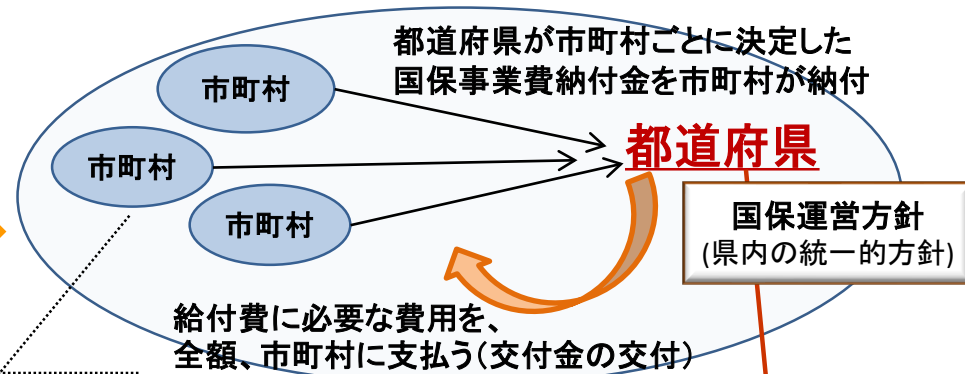 都道府県が市町村ごとに決定した
国保事業費納付金を市町村が納付
市町村
市町村
市町村
都道府県
国保運営方針
(県内の統一的方針)
給付費に必要な費用を、
全額、市町村に支払う(交付金の交付)